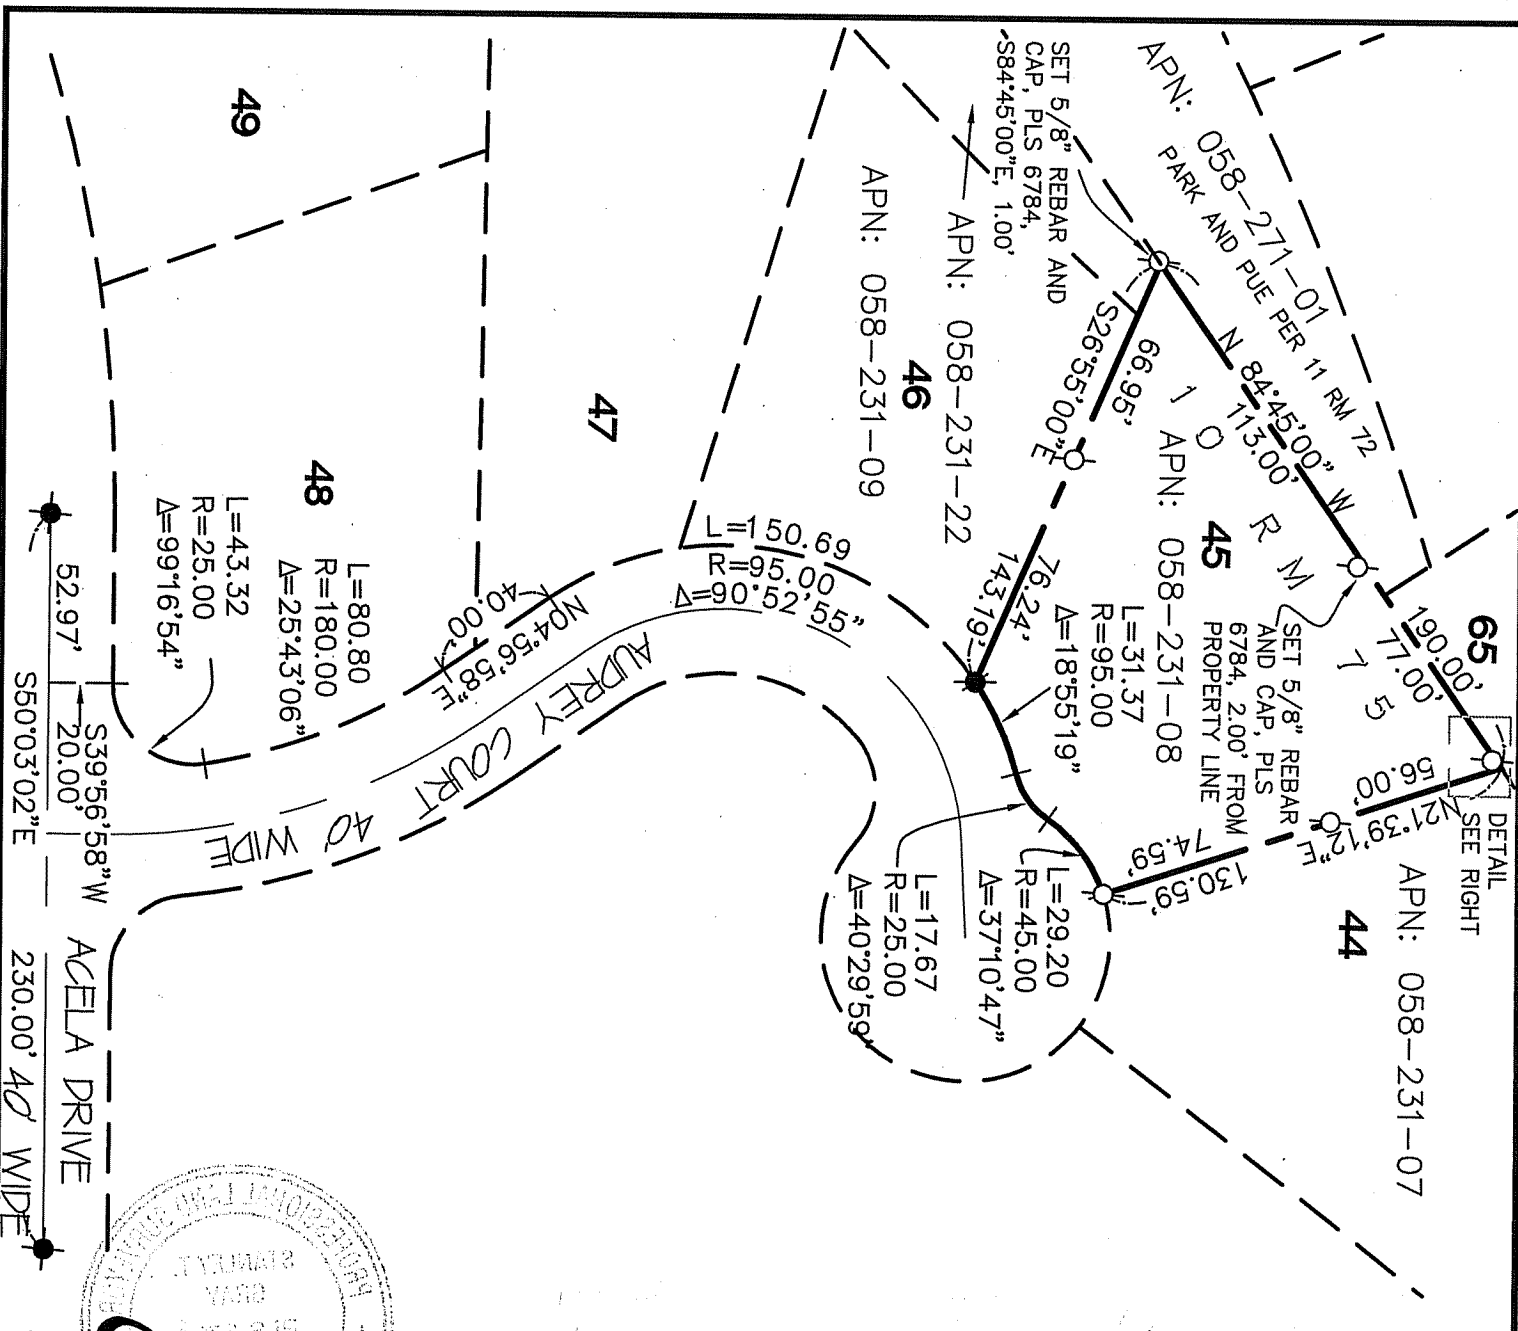 49
48
47
46
45
44
65
APN: 058-271-01
PARK AND PUE PER 11 RM 72
SET 5/8" REBAR AND
CAP, PLS 6784,
S84°45'00"E, 1.00'
APN: 058-231-22
APN: 058-231-09
N 84°45'00" W
113.00'
66.95'
S26°55'00"E
10 RM 75
APN: 058-231-08
190.00'
77.00'
SET 5/8" REBAR
AND CAP, PLS
6784, 2.00' FROM
PROPERTY LINE
DETAIL
SEE RIGHT
56.00'
N21°39'12"E
74.59'
130.59'
APN: 058-231-07
76.24'
143.19'
L=31.37
R=95.00
Δ=18°55'19"
L=29.20
R=45.00
Δ=37°10'47"
L=17.67
R=25.00
Δ=40°29'59"
L=150.69
R=95.00
Δ=90°52'55"
N04°56'58"E
40.00'
L=80.80
R=180.00
Δ=25°43'06"
L=43.32
R=25.00
Δ=99°16'54"
AUDREY COURT
40' WIDE
52.97'
S39°56'58"W
20.00'
S50°03'02"E
230.00'
ACELA DRIVE
40' WIDE
PROFESSIONAL LAND SURVEYOR
STANLEY T.
GRAY